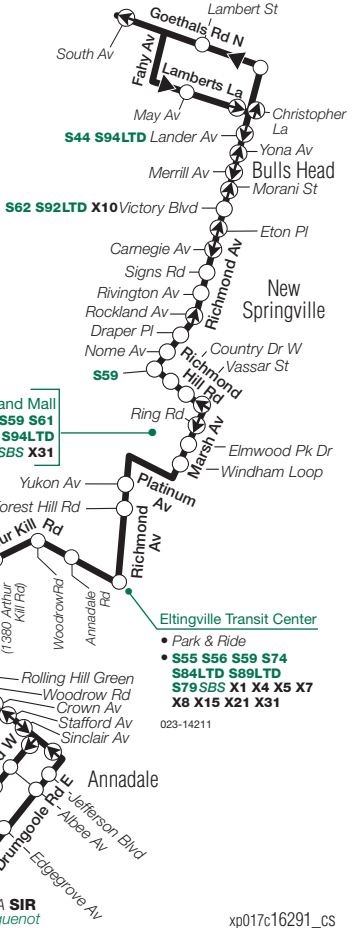 Lambert St
Goethals Rd N
South Av
Fahy Av
Lamberts La
May Av
Christopher
La
S44 S94LTD Lander Av
Yona Av
Merrill Av
Bulls Head
Morani St
S62 S92LTD X10 Victory Blvd
Eton Pl
Carnegie Av
Richmond Av
Signs Rd
New
Springville
Rivington Av
Rockland Av
Draper Pl
Nome Av
Country Dr W
Richmond
Hill Rd
Vassar St
S59
and Mall
S59 S61
S94LTD
SBS X31
Ring Rd
Marsh Av
Elmwood Pk Dr
Windham Loop
Yukon Av
Platinum
Av
orest Hill Rd
Richmond
Av
ur Kill Rd
(1380 Arthur
Kill Rd)
WoodrowRd
Annadale
Rd
Eltingville Transit Center
• Park & Ride
• S55 S56 S59 S74
S84LTD S89LTD
S79SBS X1 X4 X5 X7
X8 X15 X21 X31
023-14211
Rolling Hill Green
Woodrow Rd
Crown Av
Stafford Av
Sinclair Av
d W
Annadale
Drumgoole Rd E
Jefferson Blvd
Albee Av
Edgegrove Av
A SIR
guenot
xp017c16291_cs